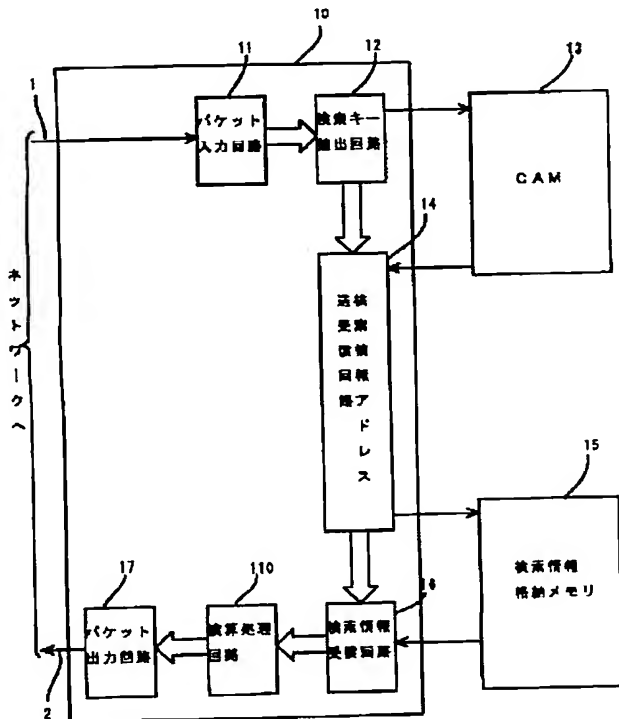 10
11
12
13
1
パケット
入力回路
検索キー
抽出回路
CAM
14
ネットワークへ
検索情報アドレス
送受信回路
15
検索情報
格納メモリ
17
110
16
パケット
出力回路
検算処理
回路
検索情報
受信回路
2